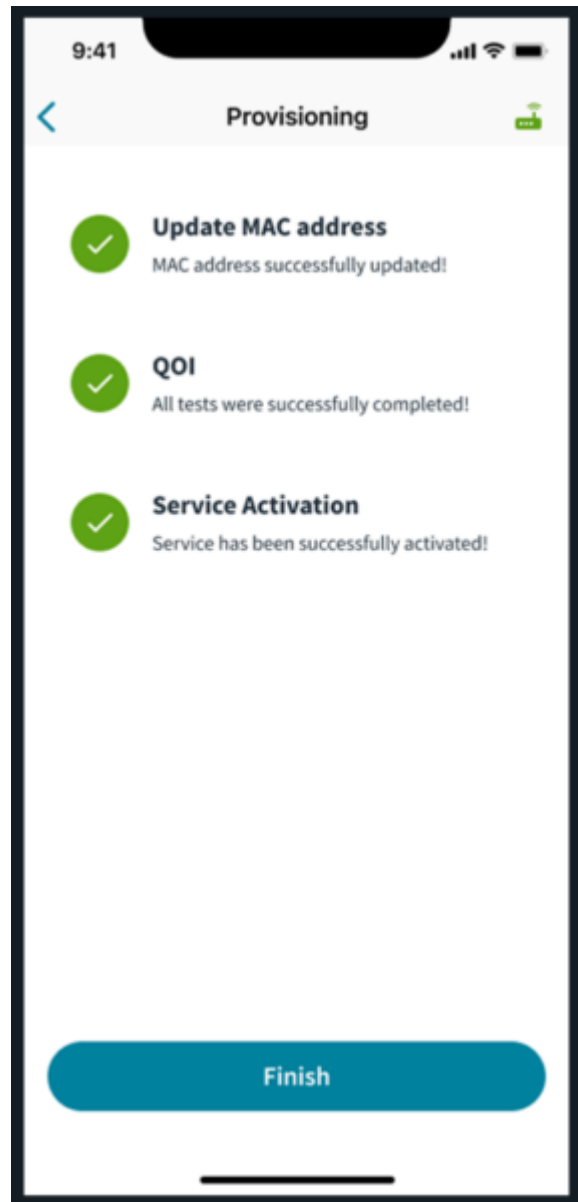 9:41
Provisioning
Update MAC address
MAC address successfully updated!
QOI
All tests were successfully completed!
Service Activation
Service has been successfully activated!
Finish